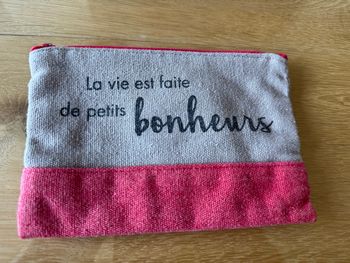 La vie est faite
de petits bonheurs